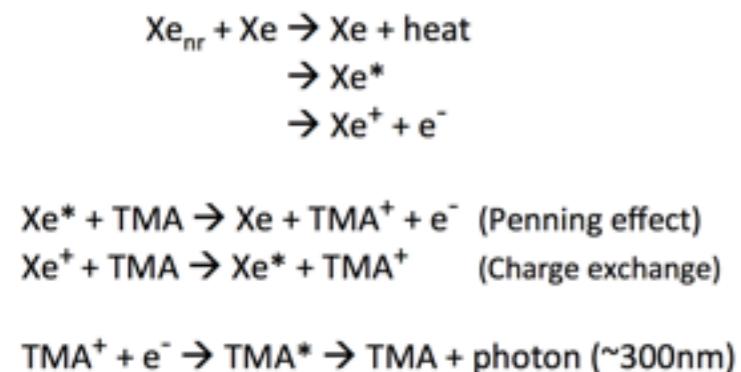 Xe_nr + Xe → Xe + heat
→ Xe*
→ Xe⁺ + e⁻
Xe* + TMA → Xe + TMA⁺ + e⁻ (Penning effect)
Xe⁺ + TMA → Xe* + TMA⁺ (Charge exchange)
TMA⁺ + e⁻ → TMA* → TMA + photon (~300nm)